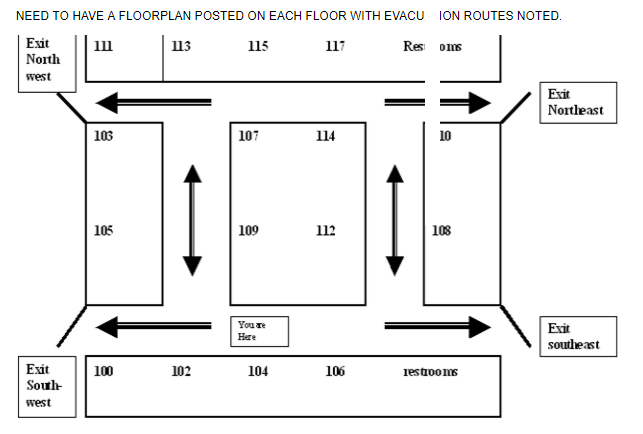 NEED TO HAVE A FLOORPLAN POSTED ON EACH FLOOR WITH EVACU ION ROUTES NOTED.
Exit
North
west
111 113 115 117
Exit
Northeast
103 107 114 10
105 109 112 108
You are
Here
Exit
southeast
Exit
South-
west
100 102 104 106 restrooms